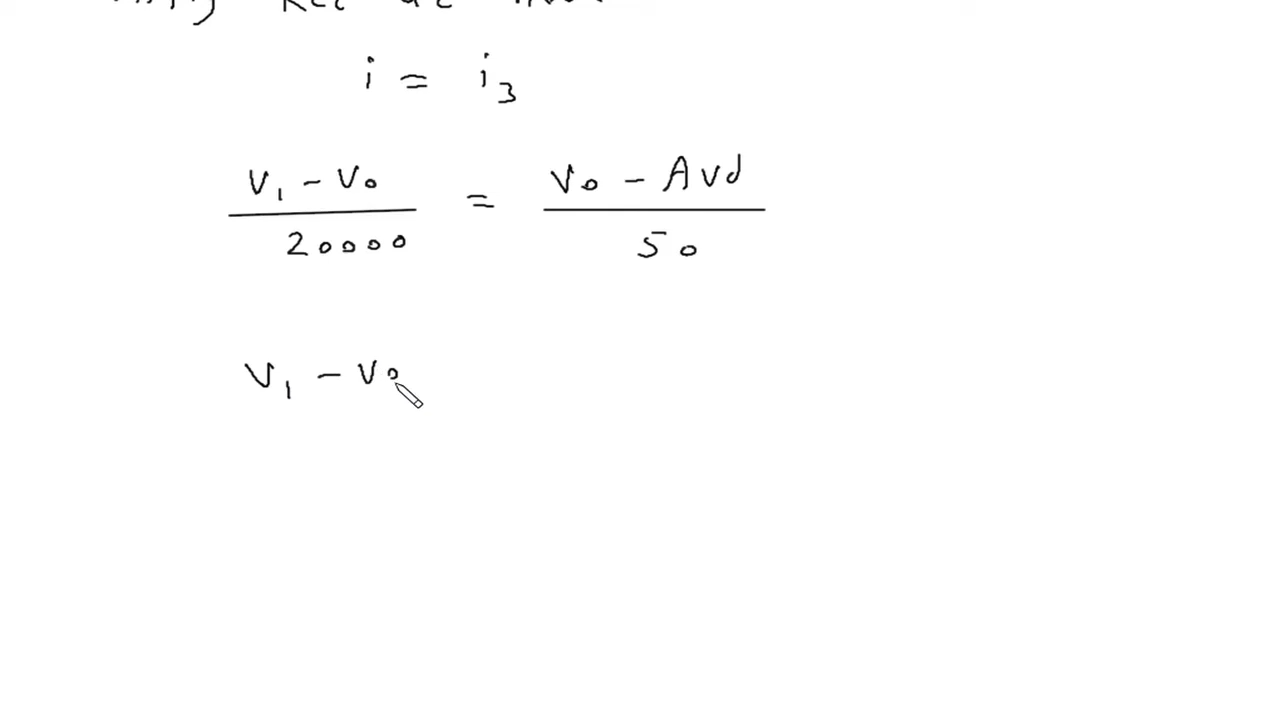 i = i₃
V₁ - Vo / 20000 = Vo - AVd / 50
V₁ - Vo